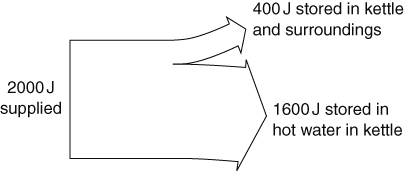 400 J stored in kettle
and surroundings
2000 J
supplied
1600 J stored in
hot water in kettle